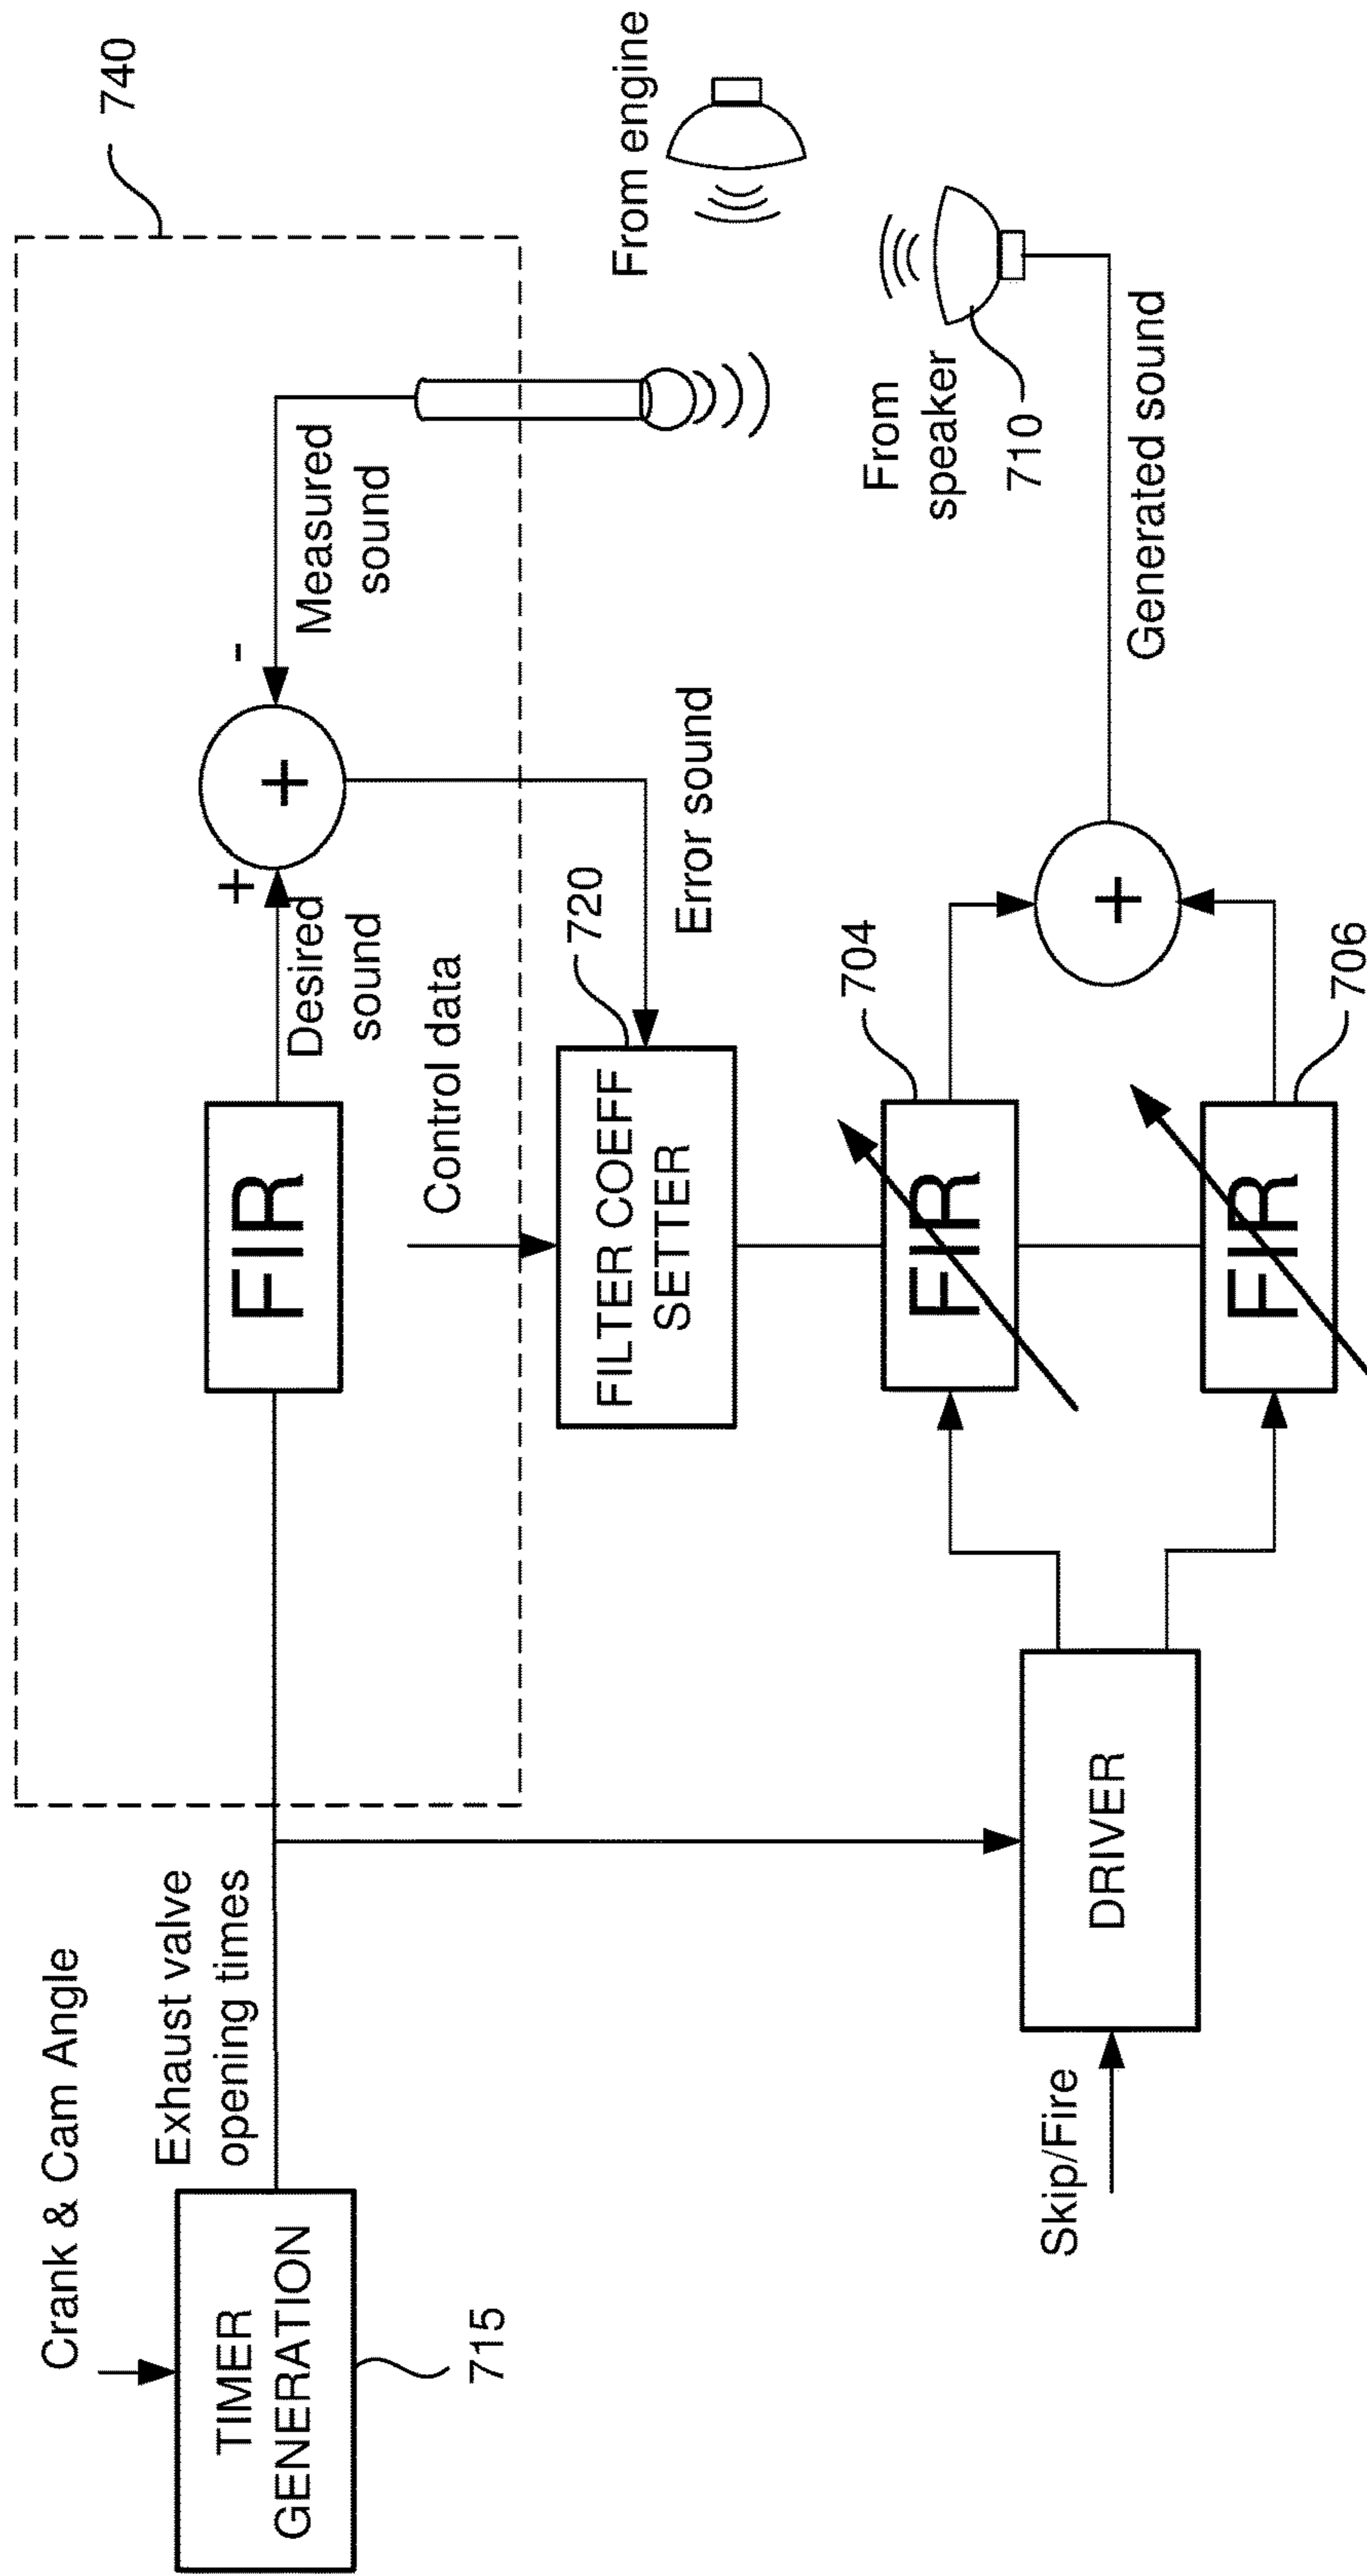 740
Crank & Cam Angle
TIMER
GENERATION
715
Exhaust valve
opening times
FIR
Desired
sound
+
+
-
Measured
sound
From engine
Control data
FILTER COEFF
SETTER
720
Error sound
From
speaker
710
Skip/Fire
DRIVER
FIR
704
FIR
706
+
Generated sound